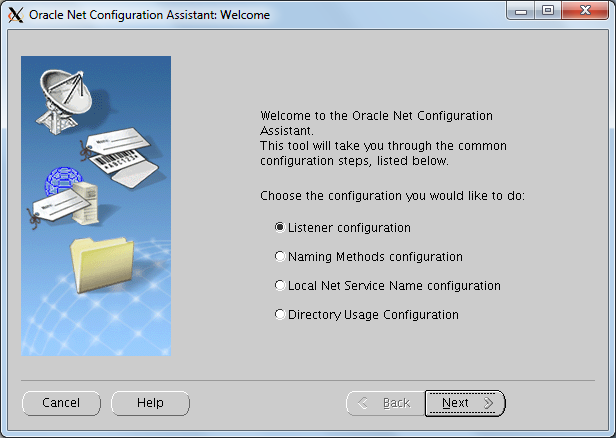 Oracle Net Configuration Assistant: Welcome
Welcome to the Oracle Net Configuration
Assistant.
This tool will take you through the common
configuration steps, listed below.
Choose the configuration you would like to do:
Listener configuration
Naming Methods configuration
Local Net Service Name configuration
Directory Usage Configuration
Cancel
Help
Back
Next